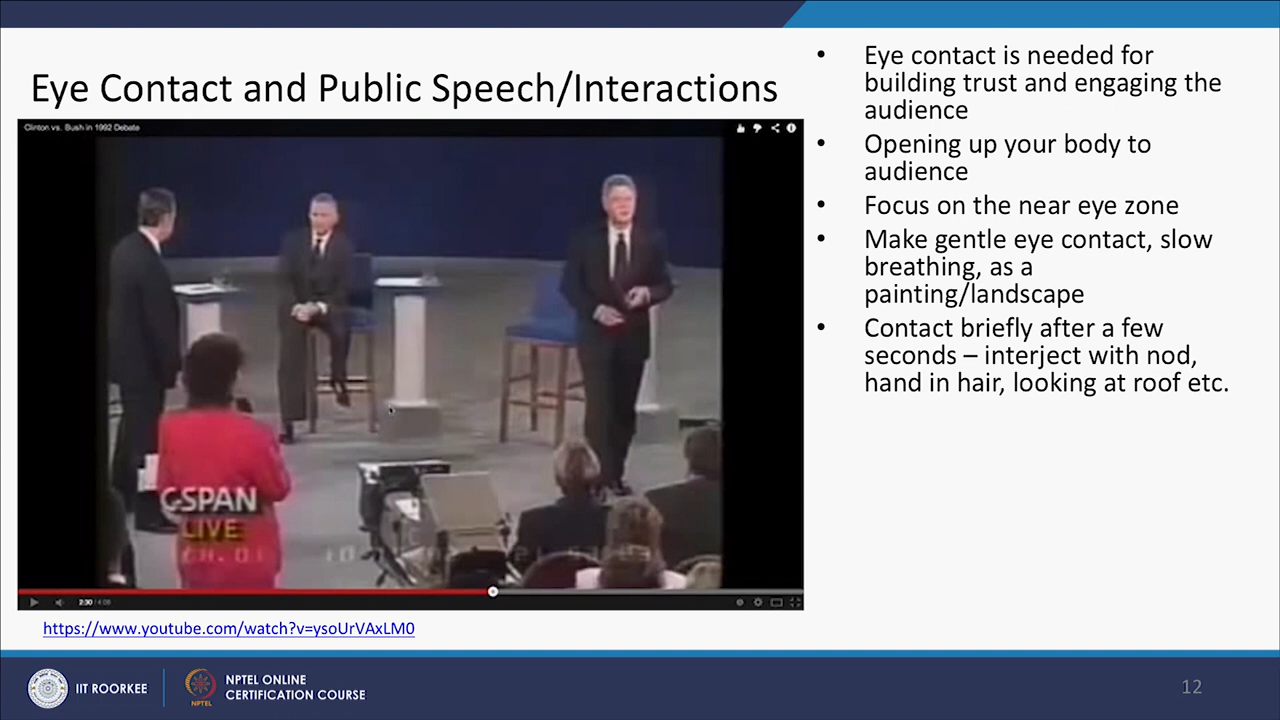 Eye Contact and Public Speech/Interactions
Clinton vs. Bush in 1992 Debate
C-SPAN
LIVE
2:30 / 4:08
https://www.youtube.com/watch?v=ysoUrVAxLM0
• Eye contact is needed for
building trust and engaging the
audience
• Opening up your body to
audience
• Focus on the near eye zone
• Make gentle eye contact, slow
breathing, as a
painting/landscape
• Contact briefly after a few
seconds – interject with nod,
hand in hair, looking at roof etc.
IIT ROORKEE
NPTEL
NPTEL ONLINE
CERTIFICATION COURSE
12